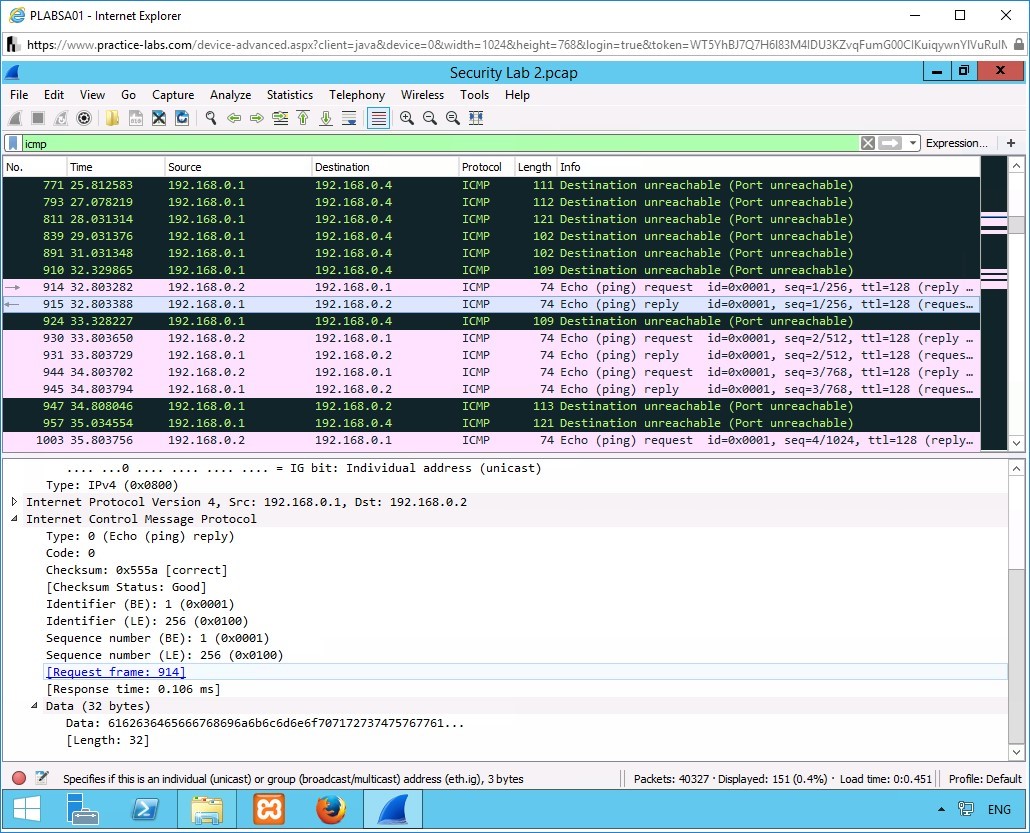 PLABSA01 - Internet Explorer
https://www.practice-labs.com/device-advanced.aspx?client=java&device=0&width=1024&height=768&login=true&token=WT5YhBJ7Q7H6I83M4IDU3KZvqFumG00CIKuiqywnYIVuRuIM
Security Lab 2.pcap
File Edit View Go Capture Analyze Statistics Telephony Wireless Tools Help
icmp Expression... +
No. Time Source Destination Protocol Length Info
771 25.812583 192.168.0.1 192.168.0.4 ICMP 111 Destination unreachable (Port unreachable)
793 27.078219 192.168.0.1 192.168.0.4 ICMP 112 Destination unreachable (Port unreachable)
811 28.031314 192.168.0.1 192.168.0.4 ICMP 121 Destination unreachable (Port unreachable)
839 29.031376 192.168.0.1 192.168.0.4 ICMP 102 Destination unreachable (Port unreachable)
891 31.031348 192.168.0.1 192.168.0.4 ICMP 102 Destination unreachable (Port unreachable)
910 32.329865 192.168.0.1 192.168.0.4 ICMP 109 Destination unreachable (Port unreachable)
914 32.803282 192.168.0.2 192.168.0.1 ICMP 74 Echo (ping) request id=0x0001, seq=1/256, ttl=128 (reply …
915 32.803388 192.168.0.1 192.168.0.2 ICMP 74 Echo (ping) reply id=0x0001, seq=1/256, ttl=128 (reques…
924 33.328227 192.168.0.1 192.168.0.4 ICMP 109 Destination unreachable (Port unreachable)
930 33.803650 192.168.0.2 192.168.0.1 ICMP 74 Echo (ping) request id=0x0001, seq=2/512, ttl=128 (reply …
931 33.803729 192.168.0.1 192.168.0.2 ICMP 74 Echo (ping) reply id=0x0001, seq=2/512, ttl=128 (reques…
944 34.803702 192.168.0.2 192.168.0.1 ICMP 74 Echo (ping) request id=0x0001, seq=3/768, ttl=128 (reply …
945 34.803794 192.168.0.1 192.168.0.2 ICMP 74 Echo (ping) reply id=0x0001, seq=3/768, ttl=128 (reques…
947 34.808046 192.168.0.1 192.168.0.2 ICMP 113 Destination unreachable (Port unreachable)
957 35.034554 192.168.0.1 192.168.0.4 ICMP 121 Destination unreachable (Port unreachable)
1003 35.803756 192.168.0.2 192.168.0.1 ICMP 74 Echo (ping) request id=0x0001, seq=4/1024, ttl=128 (reply…
.... ...0 .... .... .... .... = IG bit: Individual address (unicast)
Type: IPv4 (0x0800)
Internet Protocol Version 4, Src: 192.168.0.1, Dst: 192.168.0.2
Internet Control Message Protocol
Type: 0 (Echo (ping) reply)
Code: 0
Checksum: 0x555a [correct]
[Checksum Status: Good]
Identifier (BE): 1 (0x0001)
Identifier (LE): 256 (0x0100)
Sequence number (BE): 1 (0x0001)
Sequence number (LE): 256 (0x0100)
[Request frame: 914]
[Response time: 0.106 ms]
Data (32 bytes)
Data: 6162636465666768696a6b6c6d6e6f707172737475767761...
[Length: 32]
Specifies if this is an individual (unicast) or group (broadcast/multicast) address (eth.ig), 3 bytes Packets: 40327 · Displayed: 151 (0.4%) · Load time: 0:0.451 Profile: Default
ENG